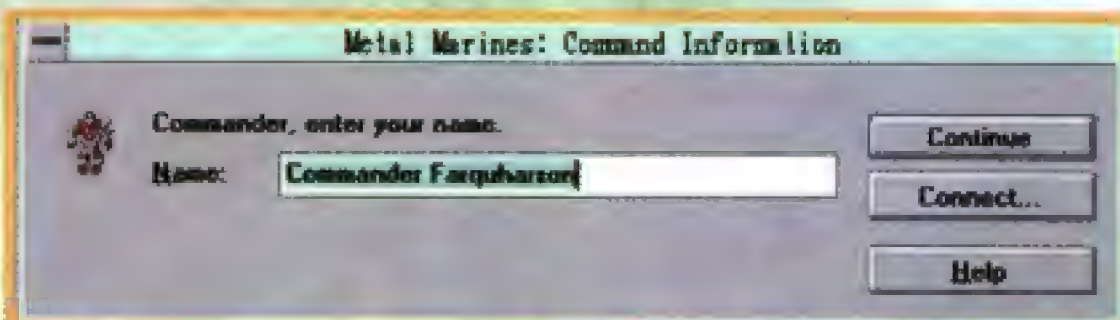 Metal Marines: Command Information
Commander, enter your name.
Name: Commander Farquharson
Continue
Connect...
Help